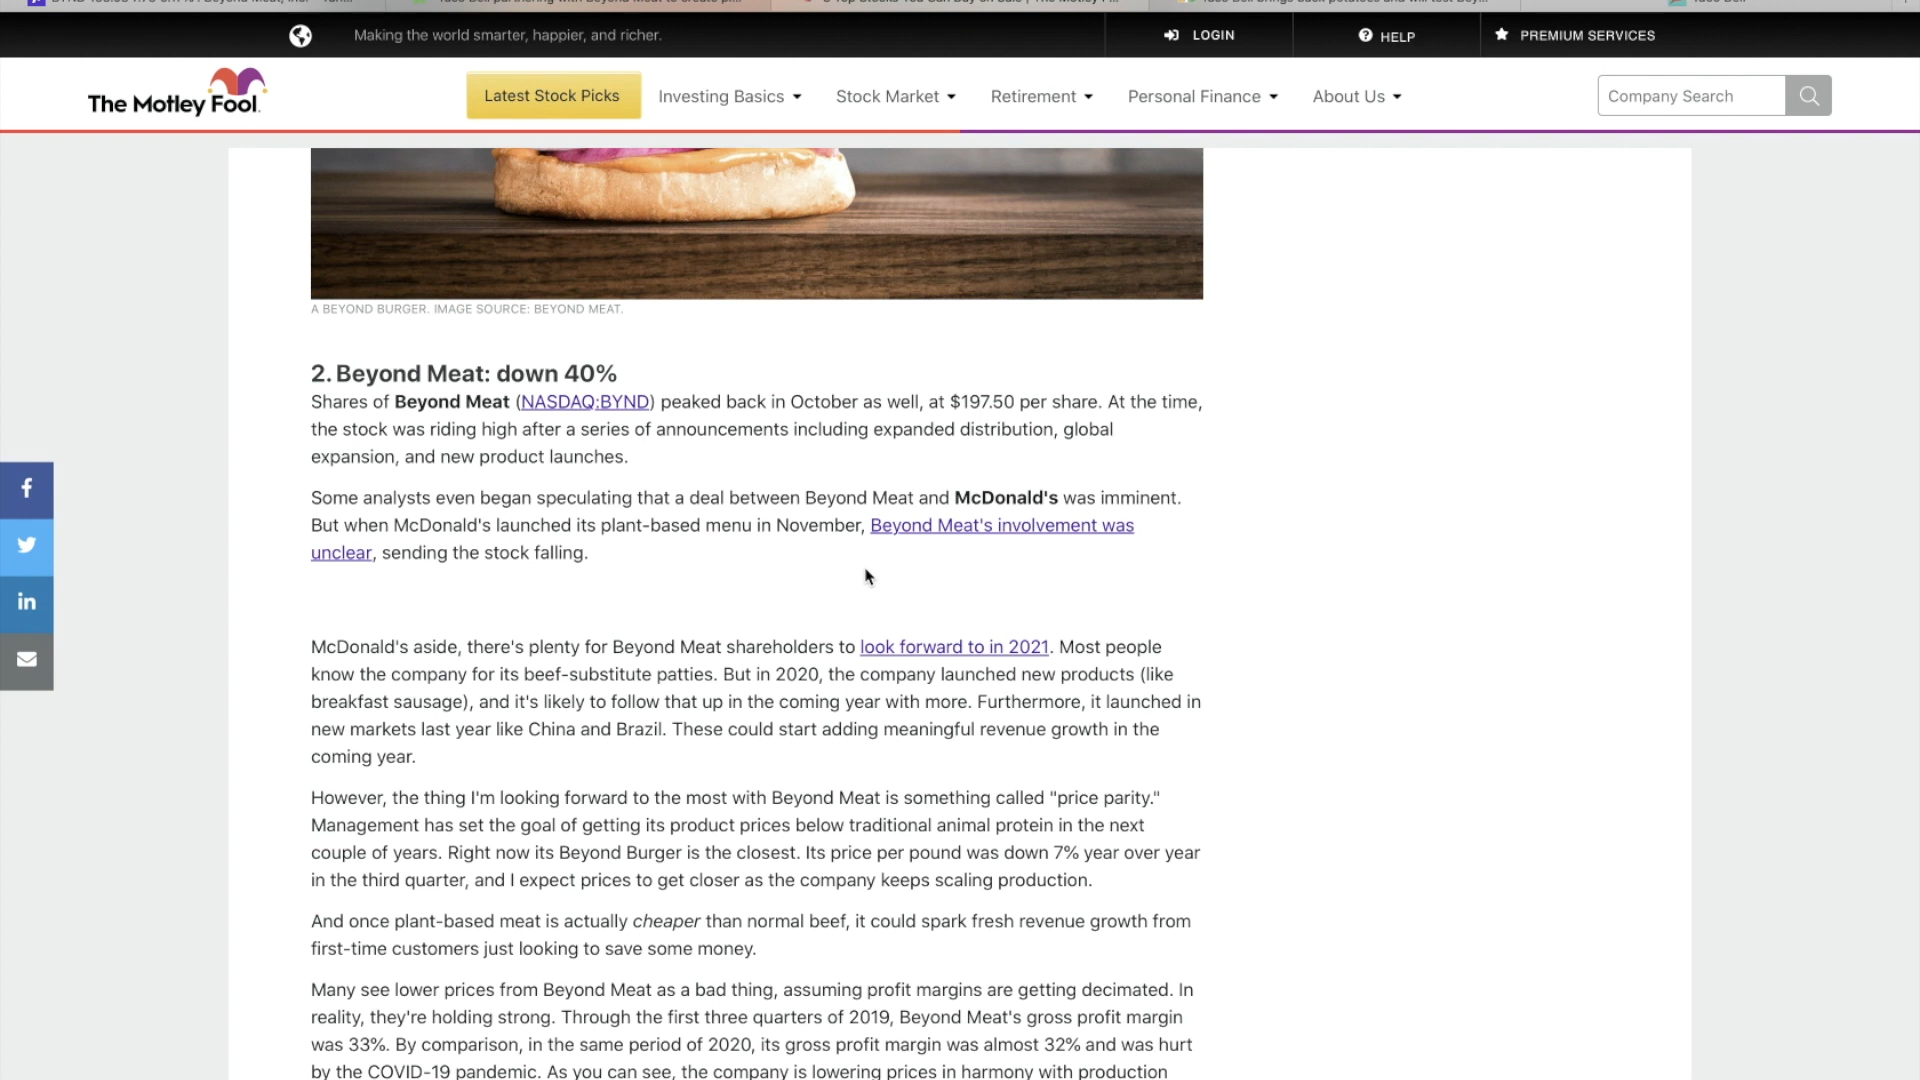 Making the world smarter, happier, and richer.
LOGIN
HELP
PREMIUM SERVICES
The Motley Fool.
Latest Stock Picks
Investing Basics
Stock Market
Retirement
Personal Finance
About Us
Company Search
A BEYOND BURGER. IMAGE SOURCE: BEYOND MEAT.
2. Beyond Meat: down 40%
Shares of Beyond Meat (NASDAQ:BYND) peaked back in October as well, at $197.50 per share. At the time,
the stock was riding high after a series of announcements including expanded distribution, global
expansion, and new product launches.
Some analysts even began speculating that a deal between Beyond Meat and McDonald's was imminent.
But when McDonald's launched its plant-based menu in November, Beyond Meat's involvement was
unclear, sending the stock falling.
McDonald's aside, there's plenty for Beyond Meat shareholders to look forward to in 2021. Most people
know the company for its beef-substitute patties. But in 2020, the company launched new products (like
breakfast sausage), and it's likely to follow that up in the coming year with more. Furthermore, it launched in
new markets last year like China and Brazil. These could start adding meaningful revenue growth in the
coming year.
However, the thing I'm looking forward to the most with Beyond Meat is something called "price parity."
Management has set the goal of getting its product prices below traditional animal protein in the next
couple of years. Right now its Beyond Burger is the closest. Its price per pound was down 7% year over year
in the third quarter, and I expect prices to get closer as the company keeps scaling production.
And once plant-based meat is actually cheaper than normal beef, it could spark fresh revenue growth from
first-time customers just looking to save some money.
Many see lower prices from Beyond Meat as a bad thing, assuming profit margins are getting decimated. In
reality, they're holding strong. Through the first three quarters of 2019, Beyond Meat's gross profit margin
was 33%. By comparison, in the same period of 2020, its gross profit margin was almost 32% and was hurt
by the COVID-19 pandemic. As you can see, the company is lowering prices in harmony with production